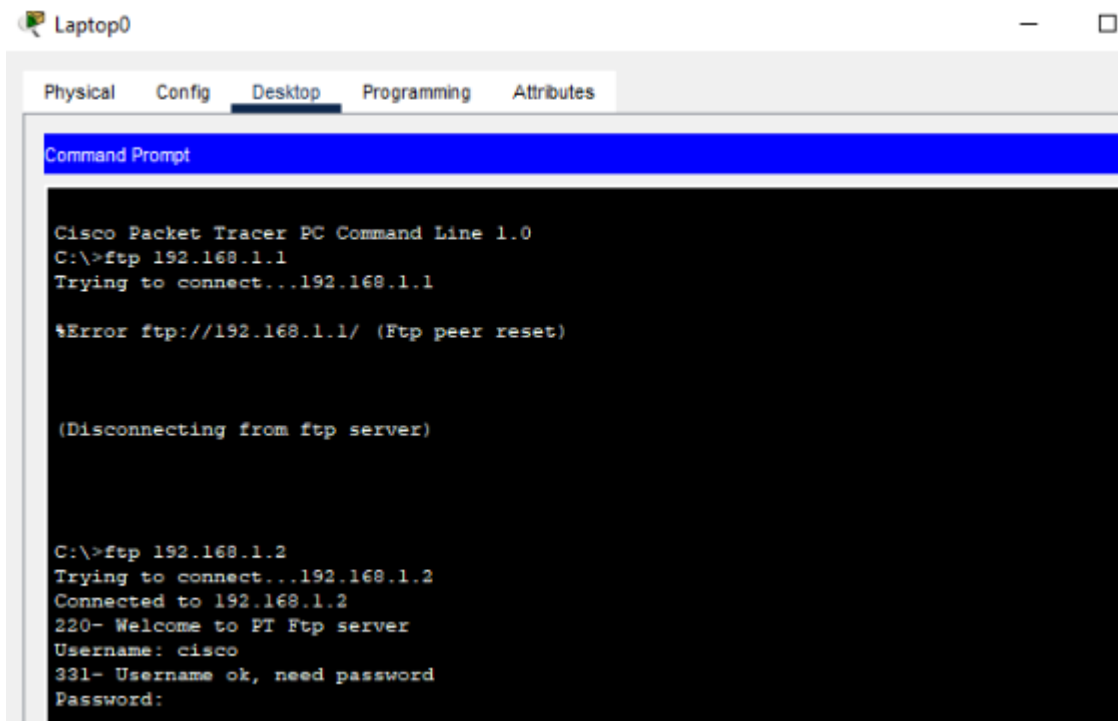 Laptop0
Physical Config Desktop Programming Attributes
Command Prompt
Cisco Packet Tracer PC Command Line 1.0
C:\>ftp 192.168.1.1
Trying to connect...192.168.1.1
%Error ftp://192.168.1.1/ (Ftp peer reset)
(Disconnecting from ftp server)
C:\>ftp 192.168.1.2
Trying to connect...192.168.1.2
Connected to 192.168.1.2
220- Welcome to PT Ftp server
Username: cisco
331- Username ok, need password
Password: